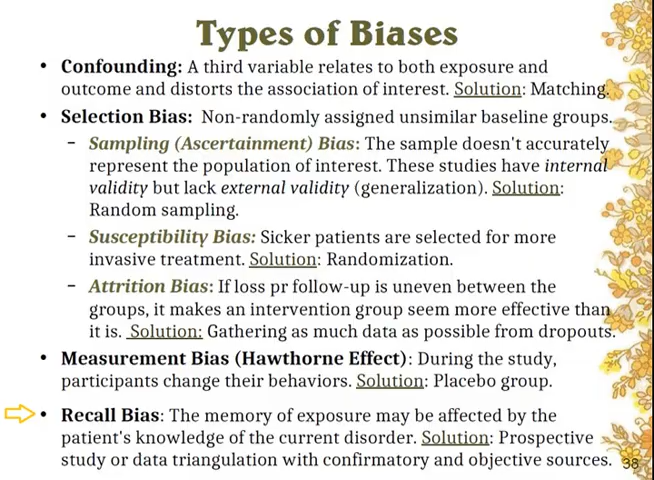 Types of Biases
• Confounding: A third variable relates to both exposure and
outcome and distorts the association of interest. Solution: Matching.
• Selection Bias: Non-randomly assigned unsimilar baseline groups.
– Sampling (Ascertainment) Bias: The sample doesn't accurately
represent the population of interest. These studies have internal
validity but lack external validity (generalization). Solution:
Random sampling.
– Susceptibility Bias: Sicker patients are selected for more
invasive treatment. Solution: Randomization.
– Attrition Bias: If loss pr follow-up is uneven between the
groups, it makes an intervention group seem more effective than
it is. Solution: Gathering as much data as possible from dropouts.
• Measurement Bias (Hawthorne Effect): During the study,
participants change their behaviors. Solution: Placebo group.
• Recall Bias: The memory of exposure may be affected by the
patient's knowledge of the current disorder. Solution: Prospective
study or data triangulation with confirmatory and objective sources.
38